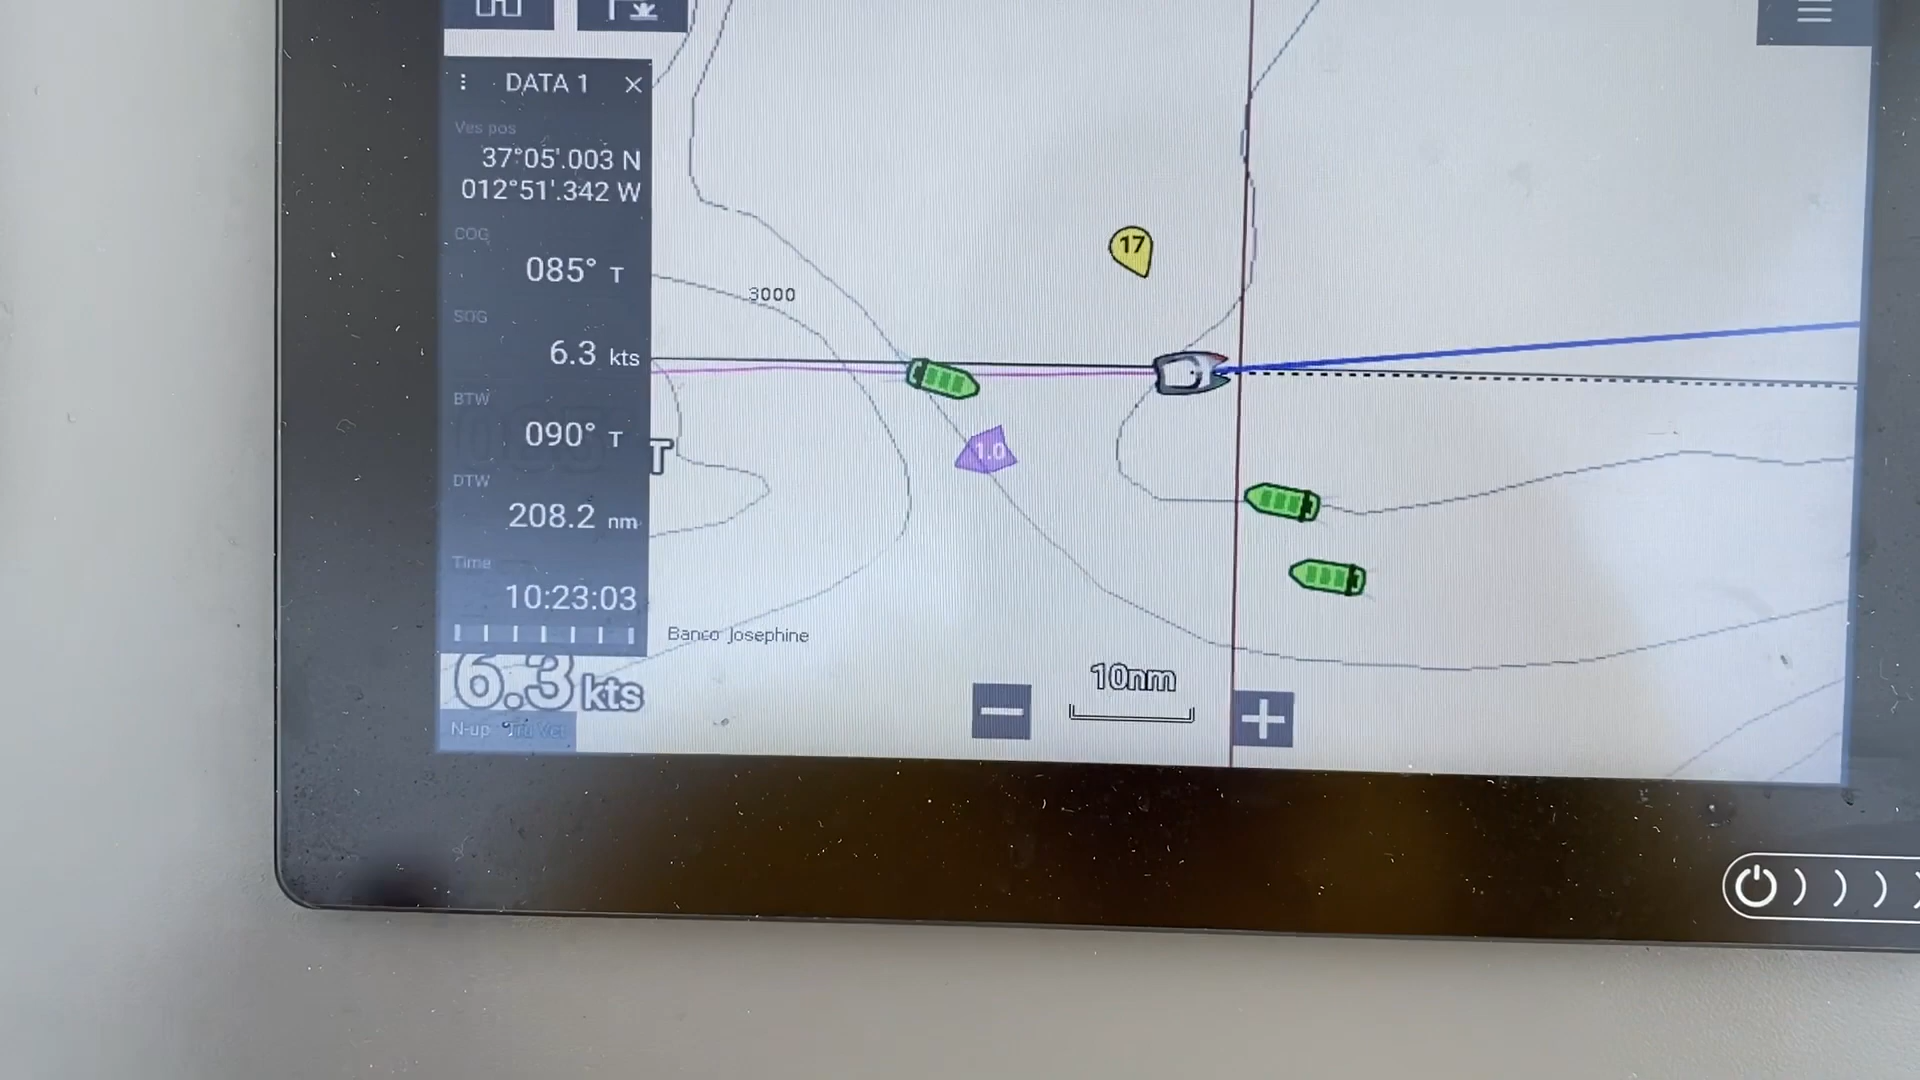 DATA 1
Ves pos
37°05'.003 N
012°51'.342 W
COG
085° T
SOG
6.3 kts
BTW
090° T
DTW
208.2 nm
Time
10:23:03
6.3 kts
N-up
T
3000
17
1.0
Banco Josephine
10nm